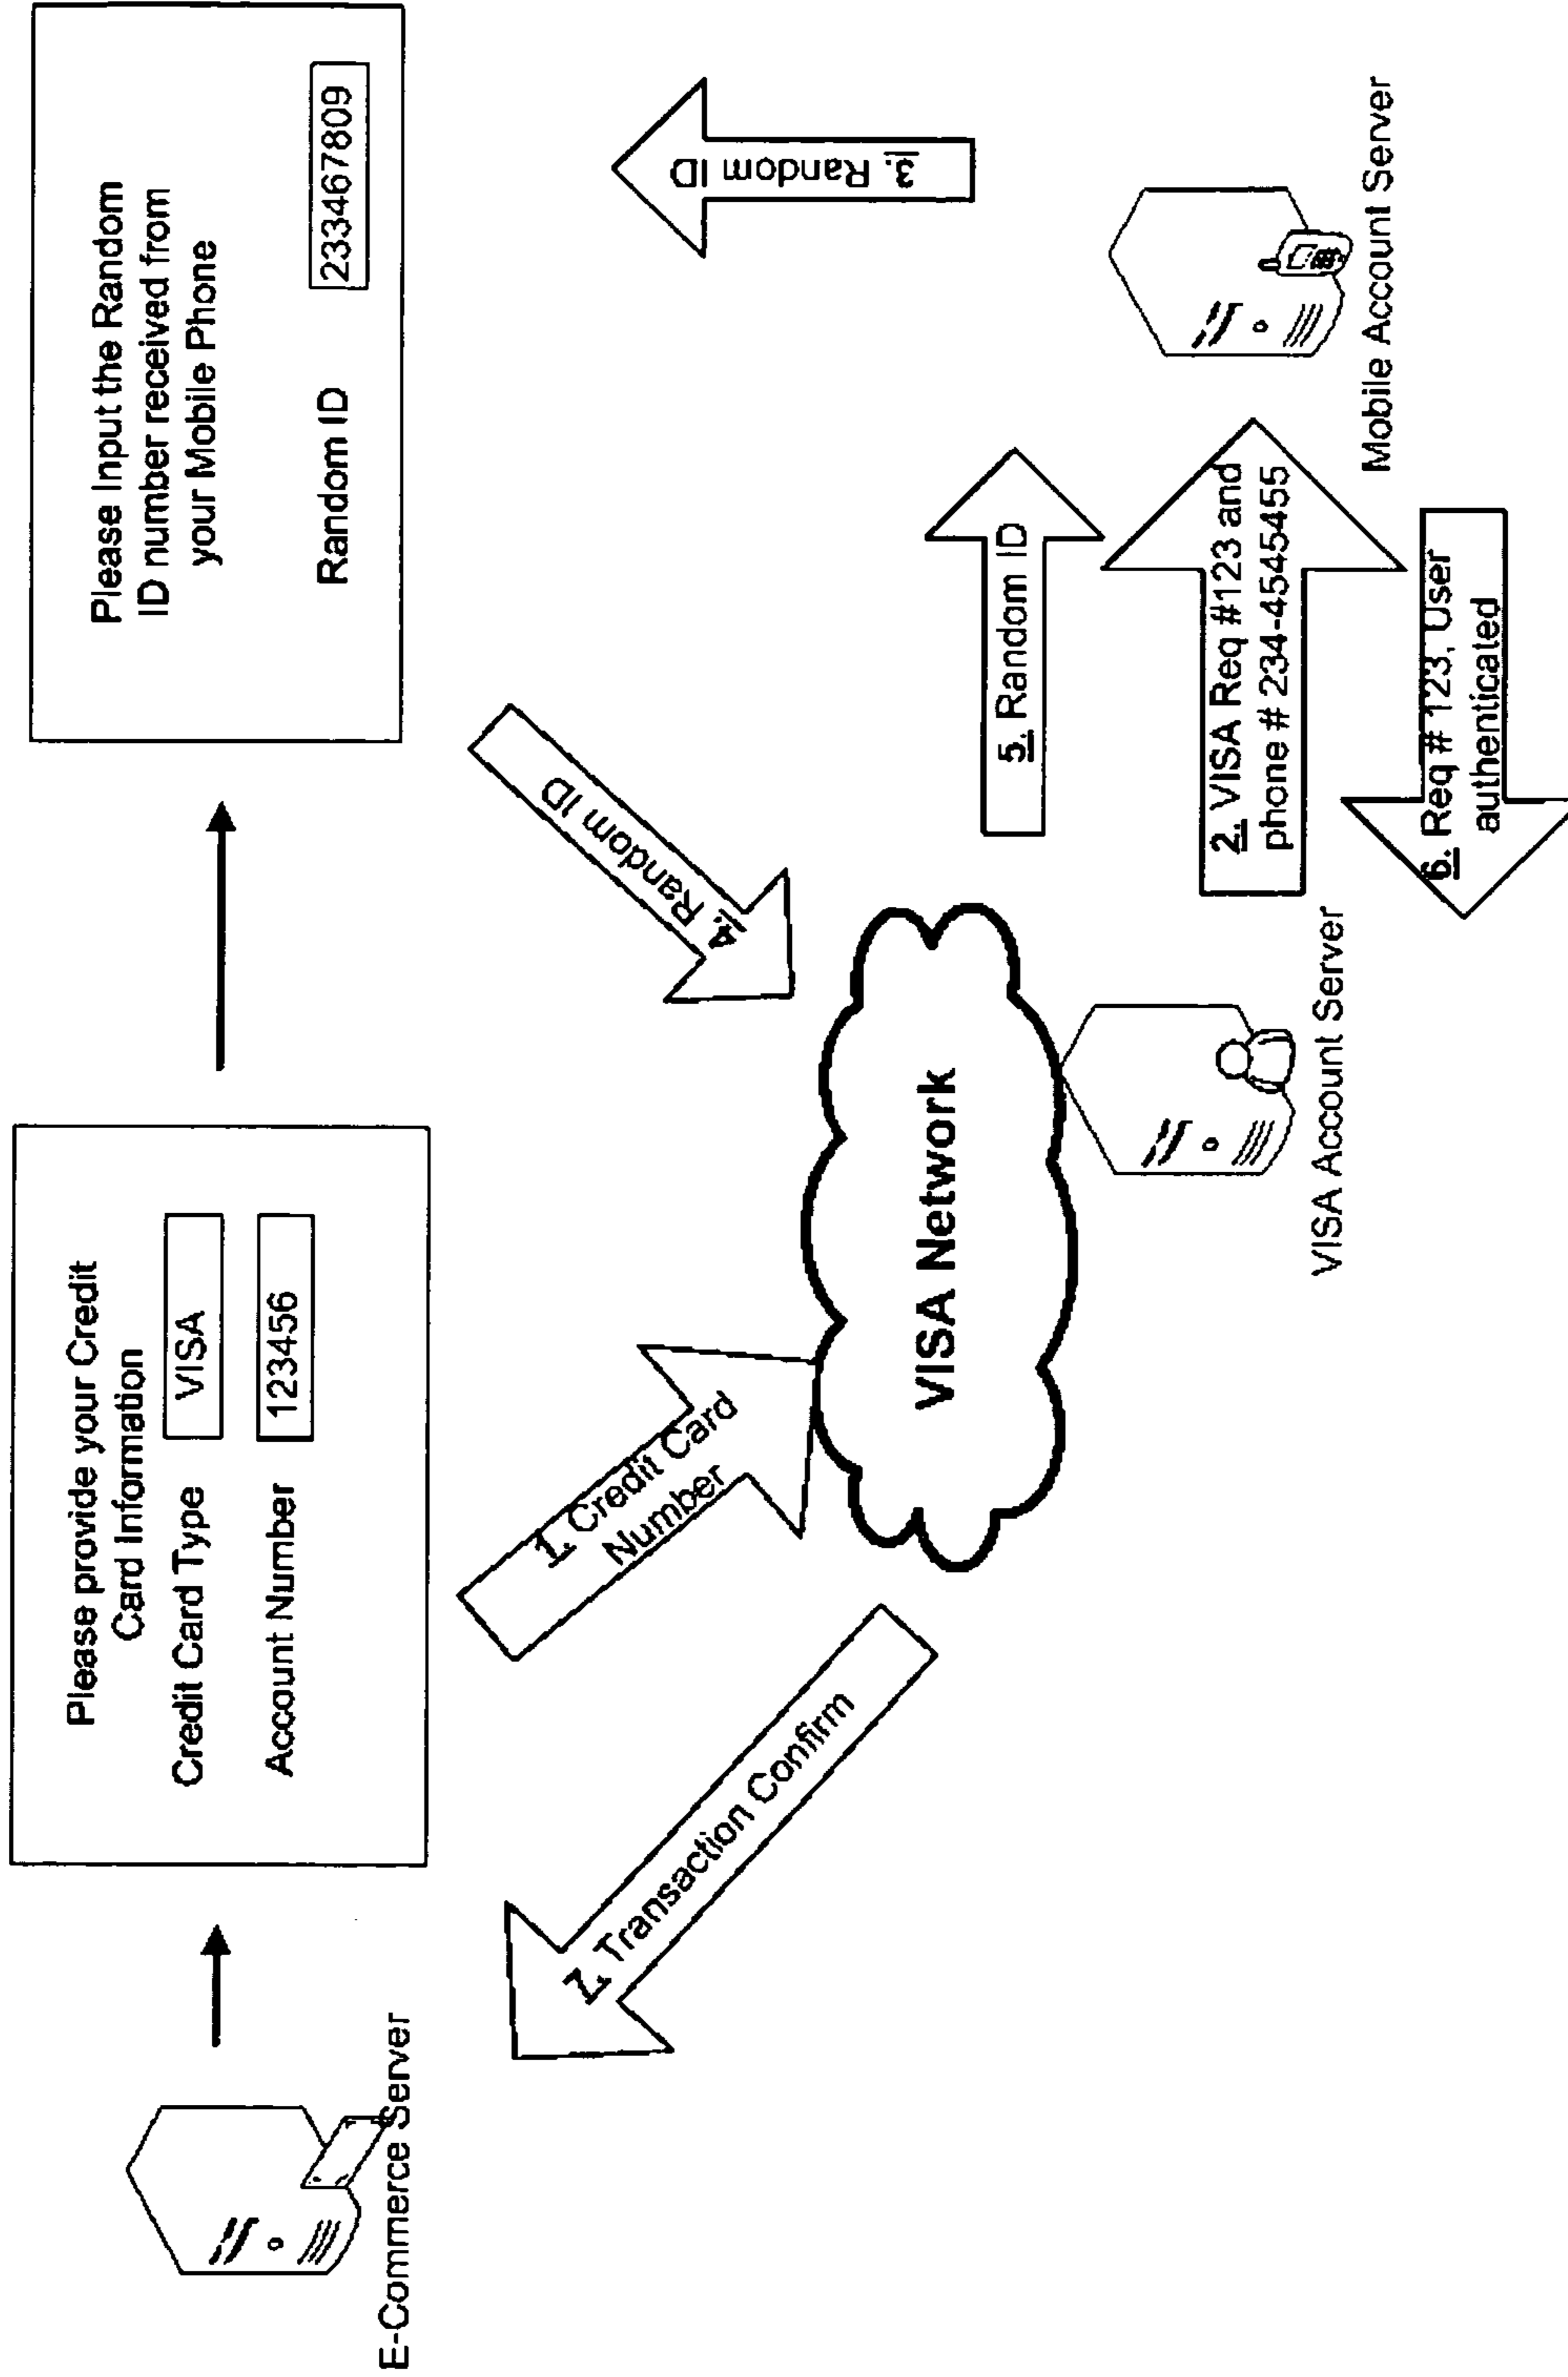 Please provide your Credit
Card Information
Credit Card Type
VISA
Account Number
123456
Please Input the Random
ID number received from
your Mobile Phone
Random ID
233467809
E-Commerce Server
1. Credit Card
Number
7. Transaction Confirm
4. Random ID
3. Random ID
VISA Network
VISA Account Server
5. Random ID
2. VISA Req #123 and
phone # 234-4545455
6. Req # 123, User
authenticated
Mobile Account Server